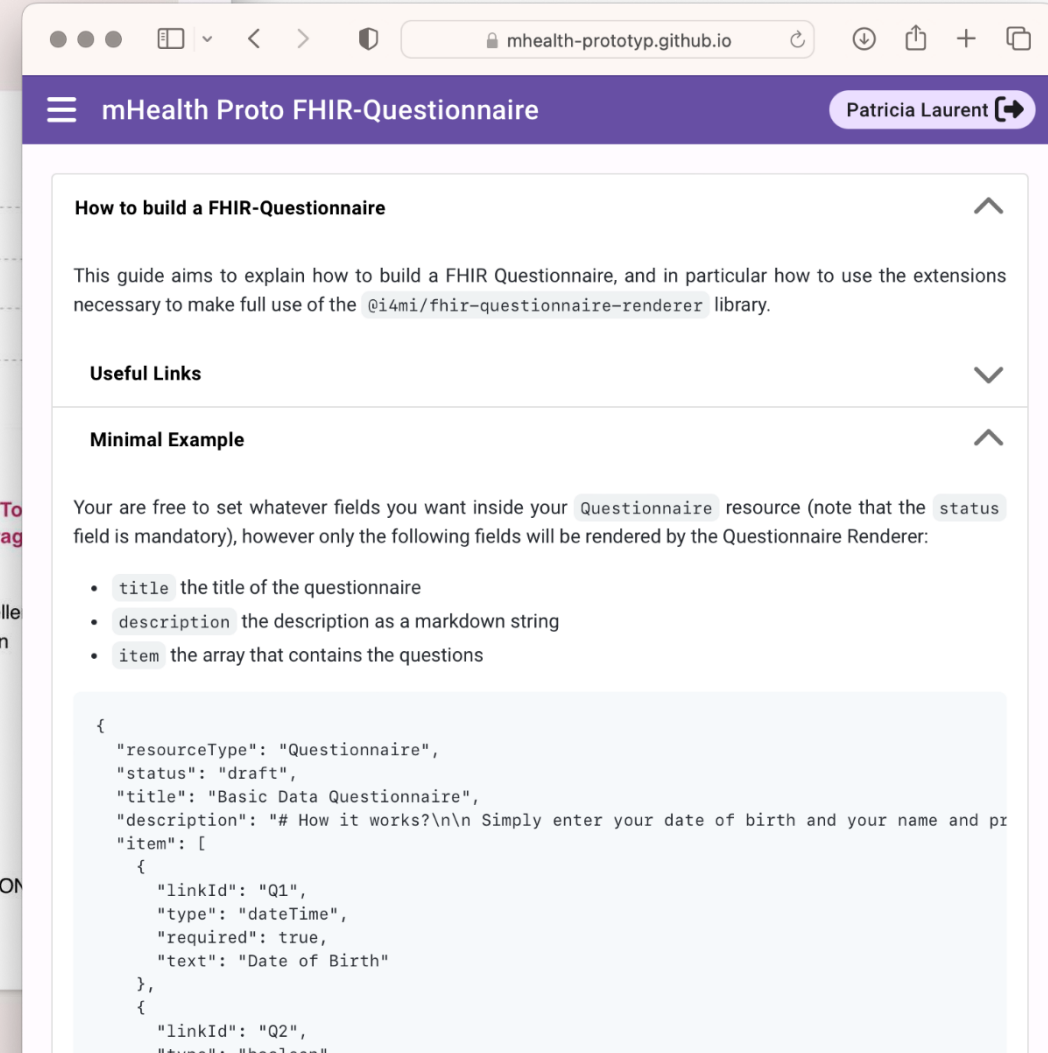 mhealth-prototyp.github.io
mHealth Proto FHIR-Questionnaire
Patricia Laurent
How to build a FHIR-Questionnaire
This guide aims to explain how to build a FHIR Questionnaire, and in particular how to use the extensions
necessary to make full use of the @i4mi/fhir-questionnaire-renderer library.
Useful Links
Minimal Example
Your are free to set whatever fields you want inside your Questionnaire resource (note that the status
field is mandatory), however only the following fields will be rendered by the Questionnaire Renderer:
• title the title of the questionnaire
• description the description as a markdown string
• item the array that contains the questions
{
"resourceType": "Questionnaire",
"status": "draft",
"title": "Basic Data Questionnaire",
"description": "# How it works?\n\n Simply enter your date of birth and your name and pr
"item": [
{
"linkId": "Q1",
"type": "dateTime",
"required": true,
"text": "Date of Birth"
},
{
"linkId": "Q2",
"type": "boolean"
To
ag
lle
n
ON